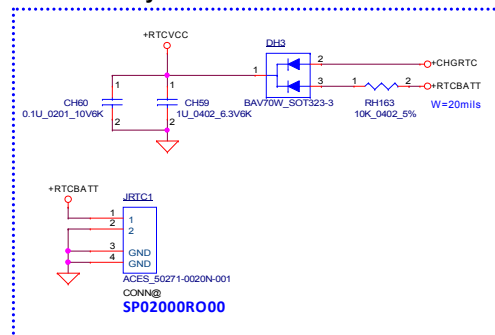 +RTCVCC
DH3
1
2
+CHGRTC
3
1
2
+RTCBATT
BAV70W_SOT323-3
RH163
10K_0402_5%
W=20mils
1
CH60
0.1U_0201_10V6K
2
1
CH59
1U_0402_6.3V6K
2
+RTCBATT
JRTC1
1
1
2
2
3
GND
4
GND
ACES_50271-0020N-001
CONN@
SP02000RO00